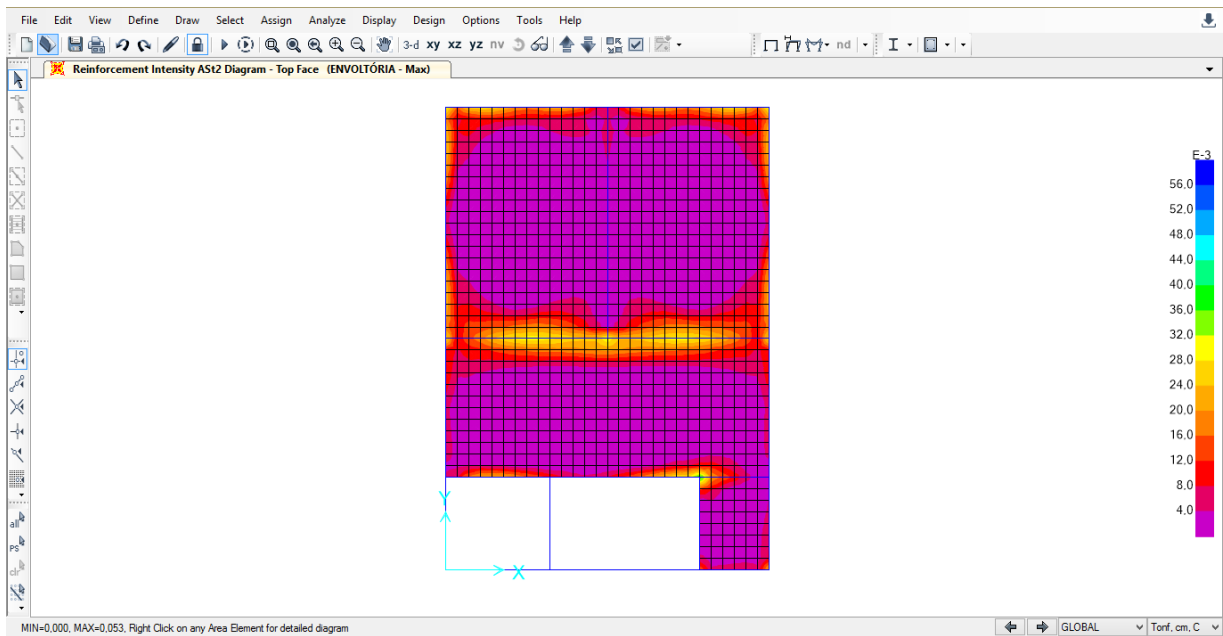 File Edit View Define Draw Select Assign Analyze Display Design Options Tools Help
3-d xy xz yz nv nd
Reinforcement Intensity ASt2 Diagram - Top Face (ENVOLTÓRIA - Max)
E-3
56.0
52.0
48.0
44.0
40.0
36.0
32.0
28.0
24.0
20.0
16.0
12.0
8.0
4.0
Y
X
all
PS
clr
MIN=0,000, MAX=0,053, Right Click on any Area Element for detailed diagram
GLOBAL
Tonf, cm, C